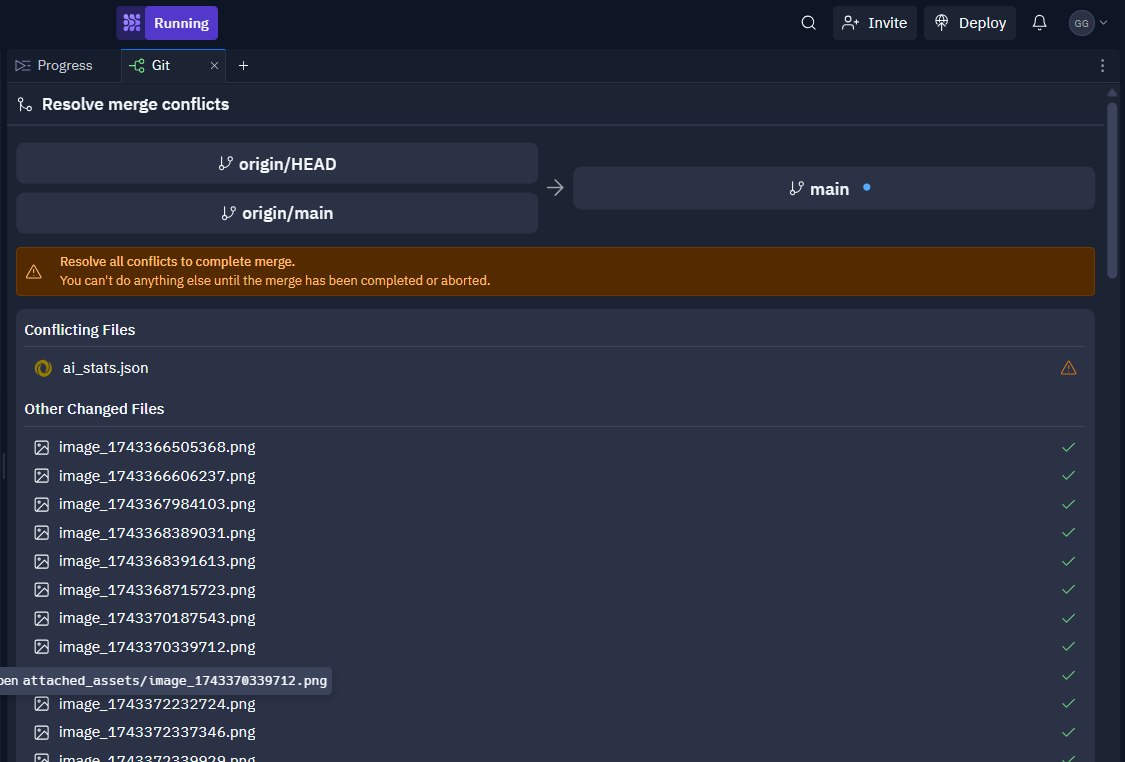 Running
Invite
Deploy
GG
Progress
Git
Resolve merge conflicts
origin/HEAD
origin/main
main
Resolve all conflicts to complete merge.
You can't do anything else until the merge has been completed or aborted.
Conflicting Files
ai_stats.json
Other Changed Files
image_1743366505368.png
image_1743366606237.png
image_1743367984103.png
image_1743368389031.png
image_1743368391613.png
image_1743368715723.png
image_1743370187543.png
image_1743370339712.png
pen attached_assets/image_1743370339712.png
image_1743372232724.png
image_1743372337346.png
image_1743372339929.png